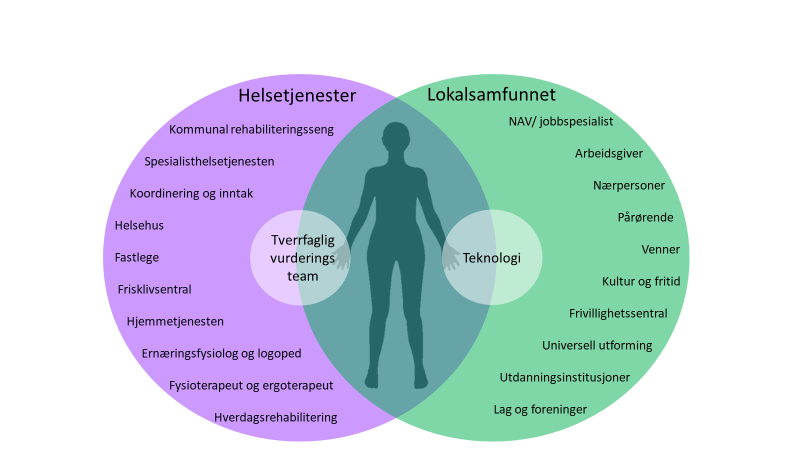 Helsetjenester
Kommunal rehabiliteringsseng
Spesialisthelsetjenesten
Koordinering og inntak
Helsehus
Fastlege
Frisklivsentral
Hjemmetjenesten
Ernæringsfysiolog og logoped
Fysioterapeut og ergoterapeut
Hverdagsrehabilitering
Tverrfaglig
vurderings
team
Teknologi
Lokalsamfunnet
NAV/ jobbspesialist
Arbeidsgiver
Nærpersoner
Pårørende
Venner
Kultur og fritid
Frivillighetssentral
Universell utforming
Utdanningsinstitusjoner
Lag og foreninger